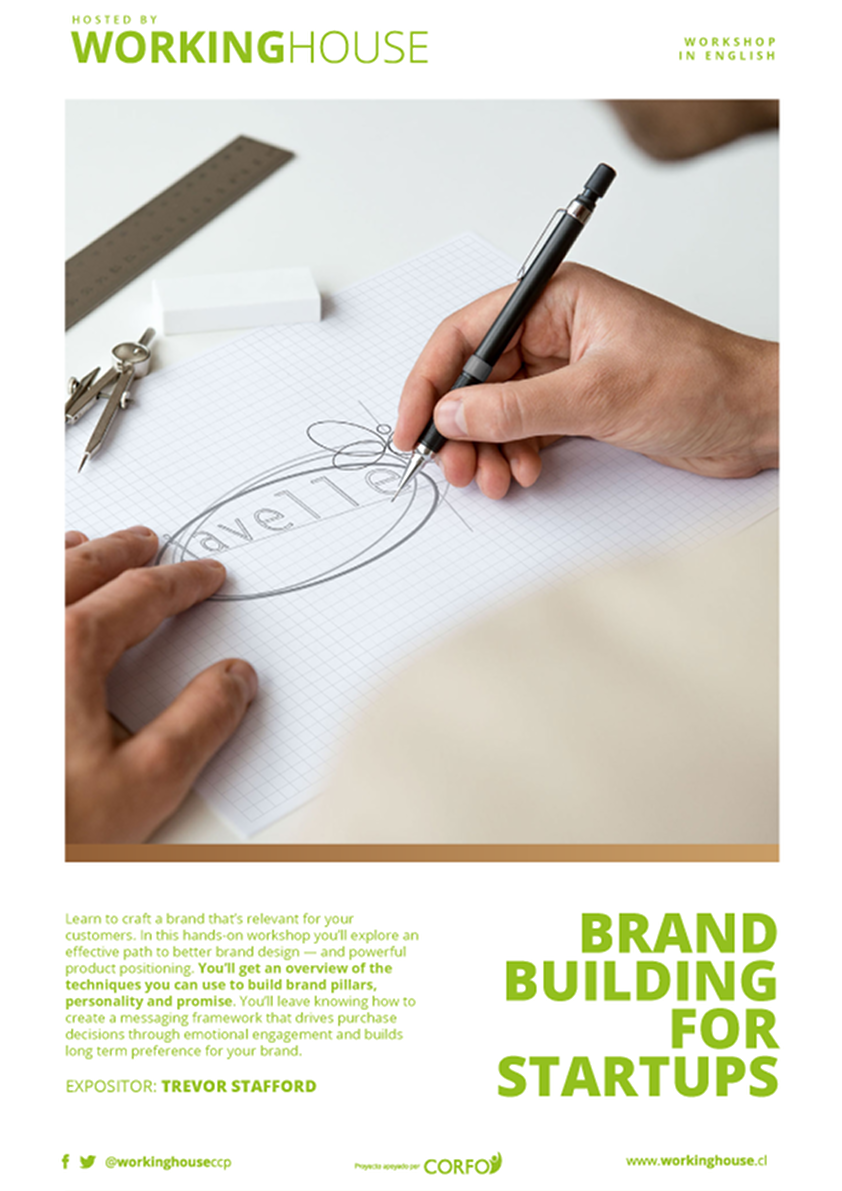 HOSTED BY
WORKINGHOUSE
WORKSHOP
IN ENGLISH
avelle
Learn to craft a brand that's relevant for your
customers. In this hands-on workshop you'll explore an
effective path to better brand design — and powerful
product positioning. You'll get an overview of the
techniques you can use to build brand pillars,
personality and promise. You'll leave knowing how to
create a messaging framework that drives purchase
decisions through emotional engagement and builds
long term preference for your brand.
EXPOSITOR: TREVOR STAFFORD
BRAND
BUILDING
FOR
STARTUPS
@workinghouseccp
Proyecto apoyado por CORFO
www.workinghouse.cl